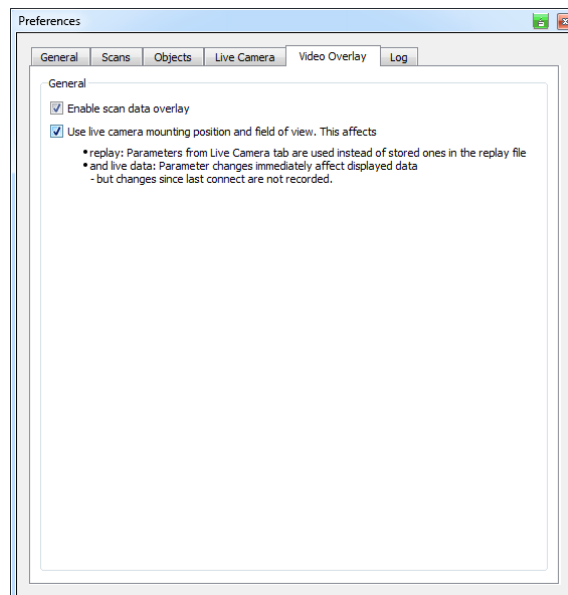 Preferences
General Scans Objects Live Camera Video Overlay Log
General
Enable scan data overlay
Use live camera mounting position and field of view. This affects
•replay: Parameters from Live Camera tab are used instead of stored ones in the replay file
•and live data: Parameter changes immediately affect displayed data
- but changes since last connect are not recorded.